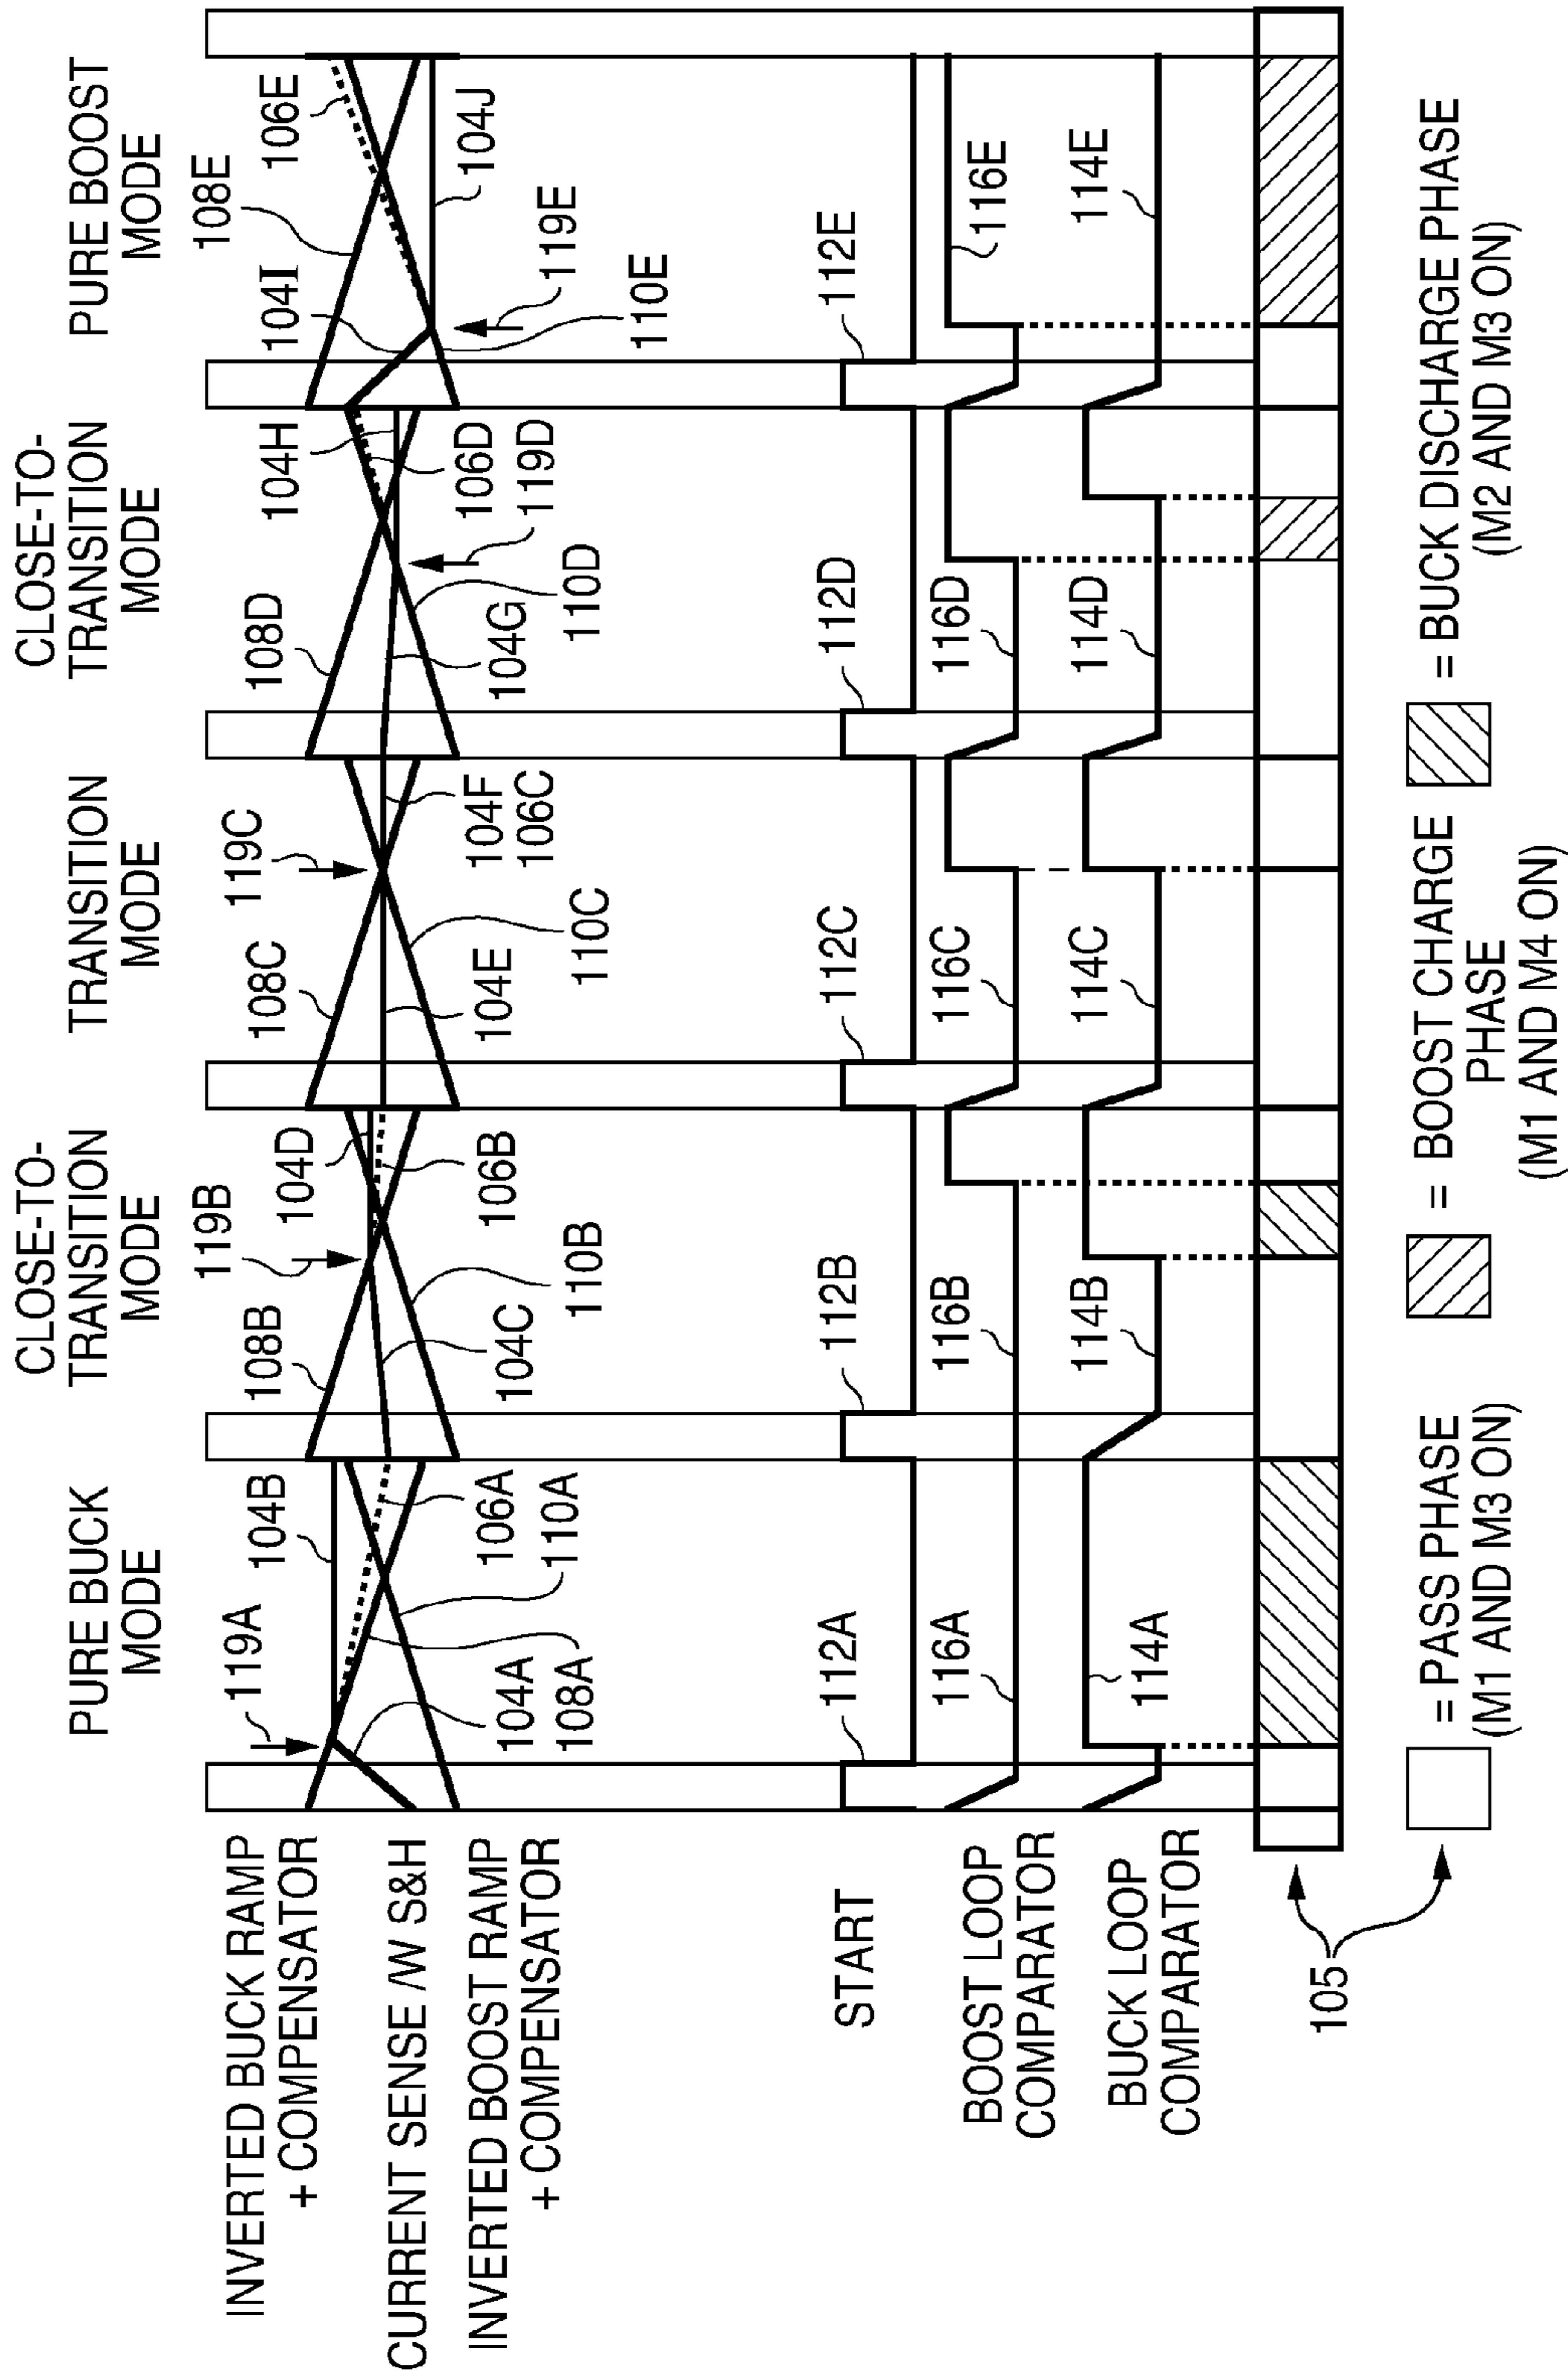 PURE BUCK
MODE
CLOSE-TO-
TRANSITION
MODE
TRANSITION
MODE
CLOSE-TO-
TRANSITION
MODE
PURE BOOST
MODE
INVERTED BUCK RAMP
+ COMPENSATOR
CURRENT SENSE /W S&H
INVERTED BOOST RAMP
+ COMPENSATOR
119A
104B
104A
108A
106A
110A
108B
119B
104D
104C
106B
110B
108C
119C
104E
104F
106C
110C
108D
104H
104G
106D
119D
110D
108E
104I
106E
104J
119E
110E
START
112A
112B
112C
112D
112E
BOOST LOOP
COMPARATOR
116A
116B
116C
116D
116E
BUCK LOOP
COMPARATOR
114A
114B
114C
114D
114E
105
= PASS PHASE
(M1 AND M3 ON)
= BOOST CHARGE
PHASE
(M1 AND M4 ON)
= BUCK DISCHARGE PHASE
(M2 AND M3 ON)